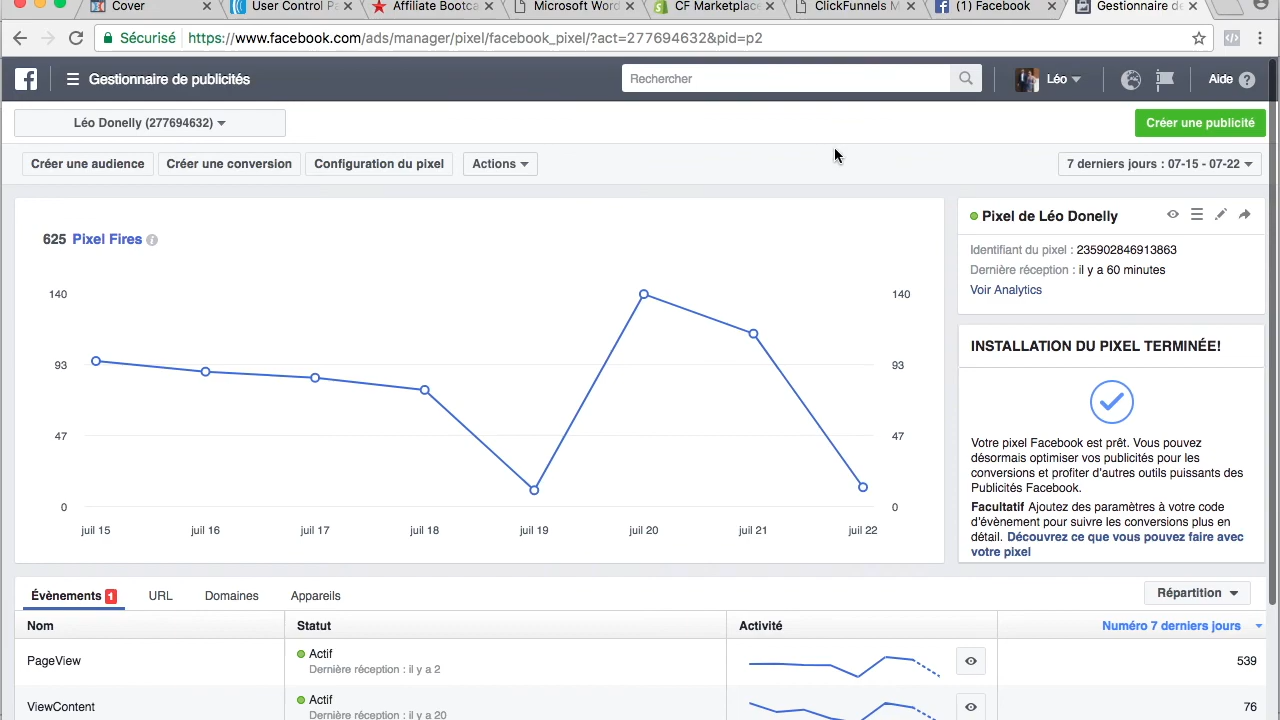 Cover
User Control Pa
Affiliate Bootca
Microsoft Word
CF Marketplace
ClickFunnels M
(1) Facebook
Gestionnaire de
Sécurisé https://www.facebook.com/ads/manager/pixel/facebook_pixel/?act=277694632&pid=p2
Gestionnaire de publicités
Rechercher
Léo
Aide
Léo Donelly (277694632)
Créer une publicité
Créer une audience
Créer une conversion
Configuration du pixel
Actions
7 derniers jours : 07-15 - 07-22
625 Pixel Fires
140
93
47
0
140
93
47
0
juil 15
juil 16
juil 17
juil 18
juil 19
juil 20
juil 21
juil 22
Pixel de Léo Donelly
Identifiant du pixel : 235902846913863
Dernière réception : il y a 60 minutes
Voir Analytics
INSTALLATION DU PIXEL TERMINÉE!
Votre pixel Facebook est prêt. Vous pouvez
désormais optimiser vos publicités pour les
conversions et profiter d'autres outils puissants des
Publicités Facebook.
Facultatif Ajoutez des paramètres à votre code
d'évènement pour suivre les conversions plus en
détail. Découvrez ce que vous pouvez faire avec
votre pixel
Évènements 1
URL
Domaines
Appareils
Répartition
Nom
Statut
Activité
Numéro 7 derniers jours
PageView
Actif
Dernière réception : il y a 2
539
ViewContent
Actif
Dernière réception : il y a 20
76